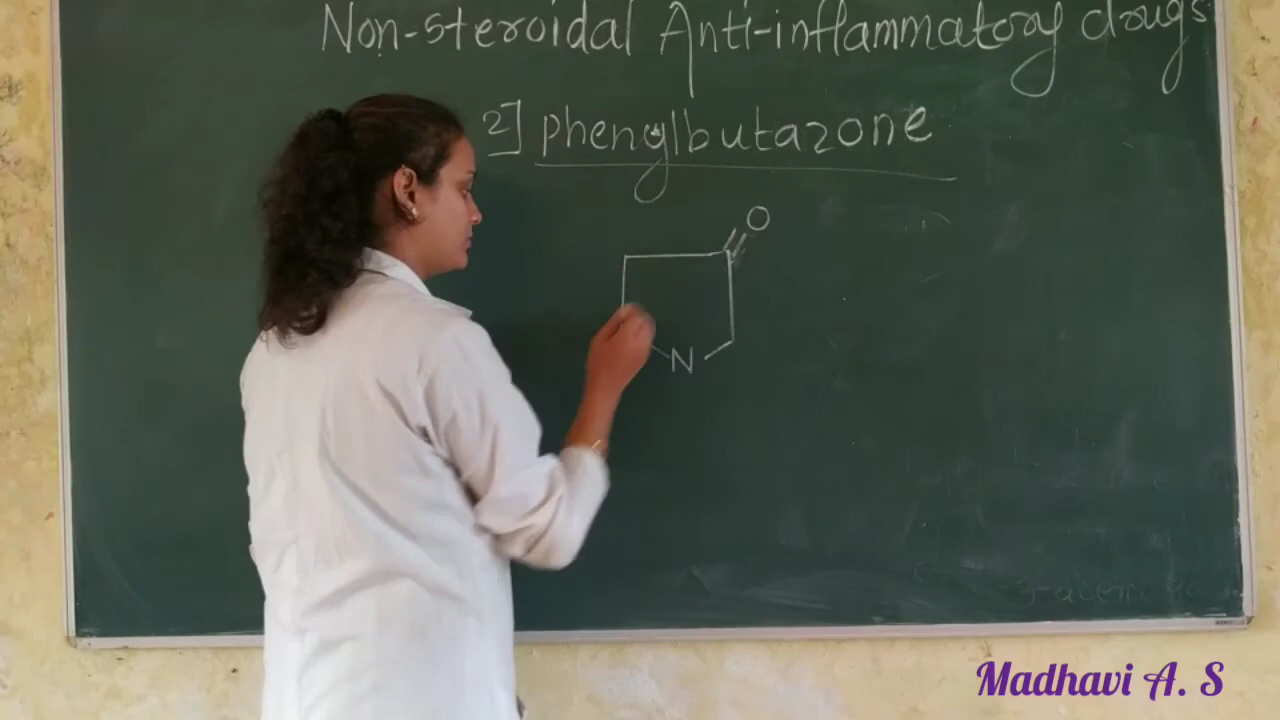 Non-steroidal Anti-inflammatory drugs
2] phenylbutazone
O
N
Madhavi A. S